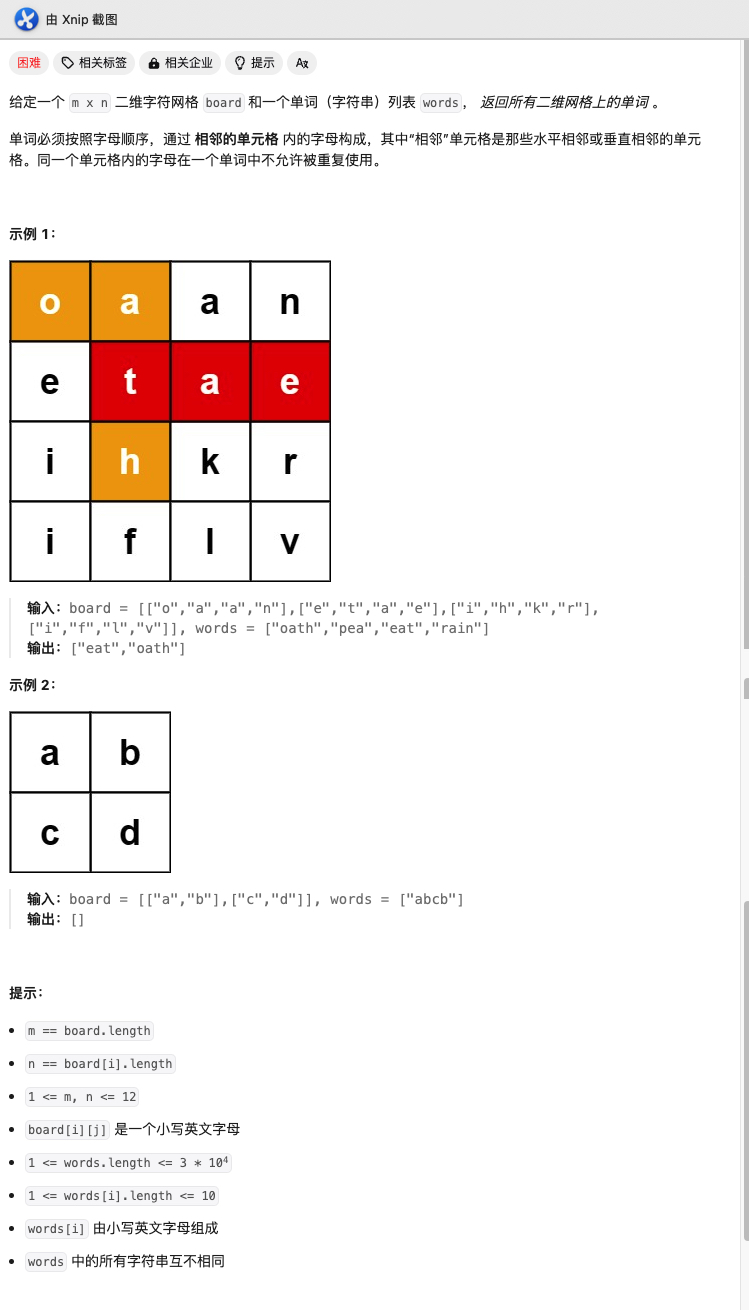 由 Xnip 截图
困难 相关标签 相关企业 提示 A文
给定一个 m x n 二维字符网格 board 和一个单词（字符串）列表 words， 返回所有二维网格上的单词 。
单词必须按照字母顺序，通过 相邻的单元格 内的字母构成，其中“相邻”单元格是那些水平相邻或垂直相邻的单元
格。同一个单元格内的字母在一个单词中不允许被重复使用。
示例 1：
o a a n
e t a e
i h k r
i f l v
输入：board = [["o","a","a","n"],["e","t","a","e"],["i","h","k","r"],
["i","f","l","v"]], words = ["oath","pea","eat","rain"]
输出：["eat","oath"]
示例 2：
a b
c d
输入：board = [["a","b"],["c","d"]], words = ["abcb"]
输出：[]
提示：
m == board.length
n == board[i].length
1 <= m, n <= 12
board[i][j] 是一个小写英文字母
1 <= words.length <= 3 * 10⁴
1 <= words[i].length <= 10
words[i] 由小写英文字母组成
words 中的所有字符串互不相同